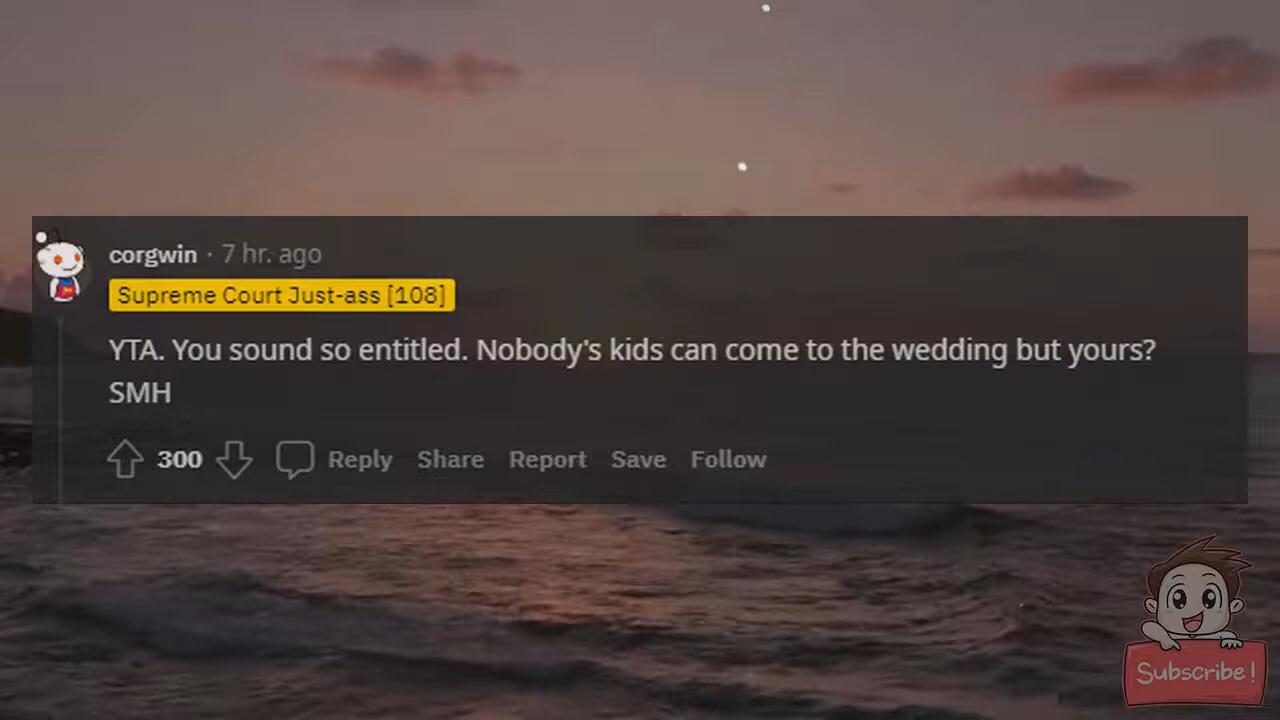 corgwin · 7 hr. ago
Supreme Court Just-ass [108]
YTA. You sound so entitled. Nobody's kids can come to the wedding but yours?
SMH
300 Reply Share Report Save Follow
Subscribe!